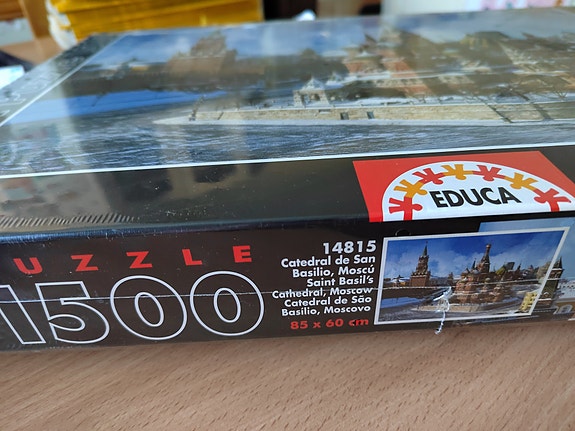 EDUCA
UZZLE
1500
14815
Catedral de San
Basilio, Moscú
Saint Basil's
Cathedral, Moscow
Catedral de São
Basilio, Moscovo
85 x 60 cm